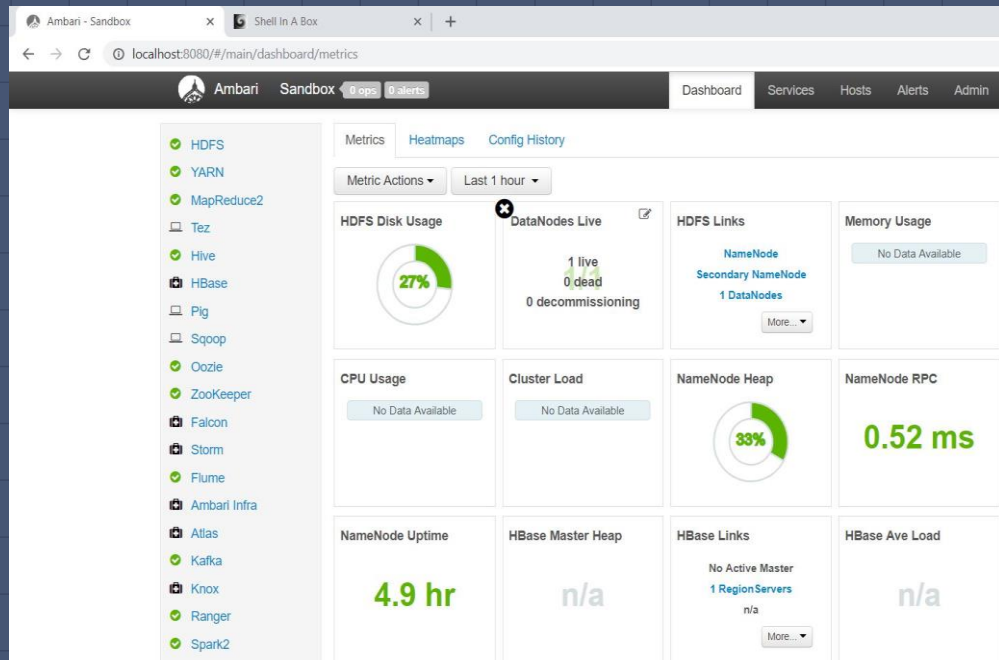 Ambari - Sandbox
Shell In A Box
localhost:8080/#/main/dashboard/metrics
Ambari Sandbox 0 ops 0 alerts
Dashboard Services Hosts Alerts Admin
HDFS
YARN
MapReduce2
Tez
Hive
HBase
Pig
Sqoop
Oozie
ZooKeeper
Falcon
Storm
Flume
Ambari Infra
Atlas
Kafka
Knox
Ranger
Spark2
Metrics Heatmaps Config History
Metric Actions Last 1 hour
HDFS Disk Usage
27%
DataNodes Live
1/1
1 live
0 dead
0 decommissioning
HDFS Links
NameNode
Secondary NameNode
1 DataNodes
More...
Memory Usage
No Data Available
CPU Usage
No Data Available
Cluster Load
No Data Available
NameNode Heap
33%
NameNode RPC
0.52 ms
NameNode Uptime
4.9 hr
HBase Master Heap
n/a
HBase Links
No Active Master
1 RegionServers
n/a
More...
HBase Ave Load
n/a